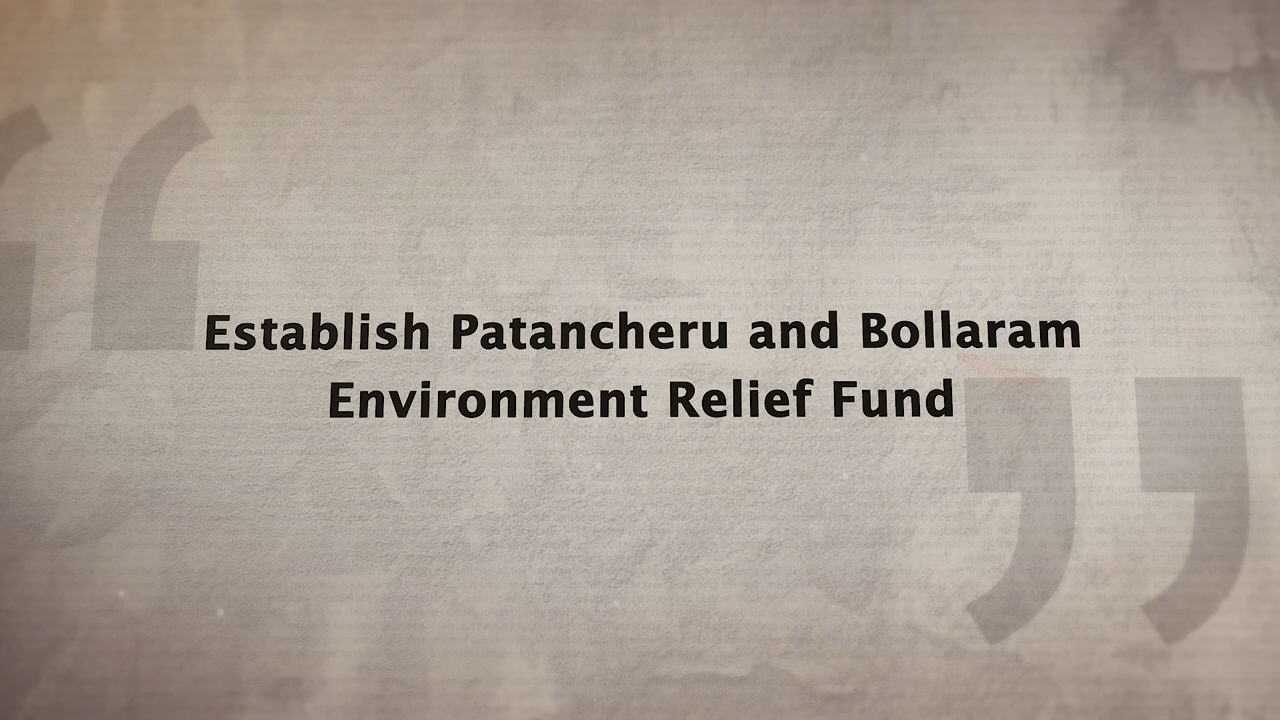 Establish Patancheru and Bollaram
Environment Relief Fund